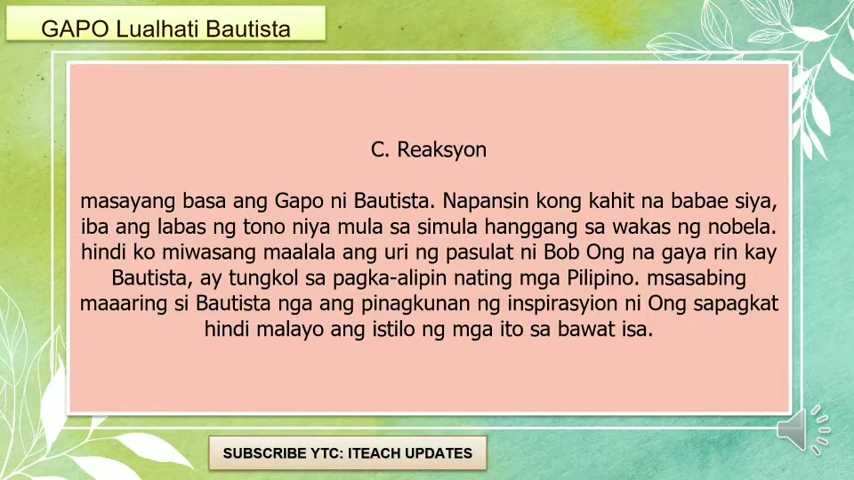 GAPO Lualhati Bautista
C. Reaksyon
masayang basa ang Gapo ni Bautista. Napansin kong kahit na babae siya,
iba ang labas ng tono niya mula sa simula hanggang sa wakas ng nobela.
hindi ko miwasang maalala ang uri ng pasulat ni Bob Ong na gaya rin kay
Bautista, ay tungkol sa pagka-alipin nating mga Pilipino. msasabing
maaaring si Bautista nga ang pinagkunan ng inspirasyion ni Ong sapagkat
hindi malayo ang istilo ng mga ito sa bawat isa.
SUBSCRIBE YTC: ITEACH UPDATES